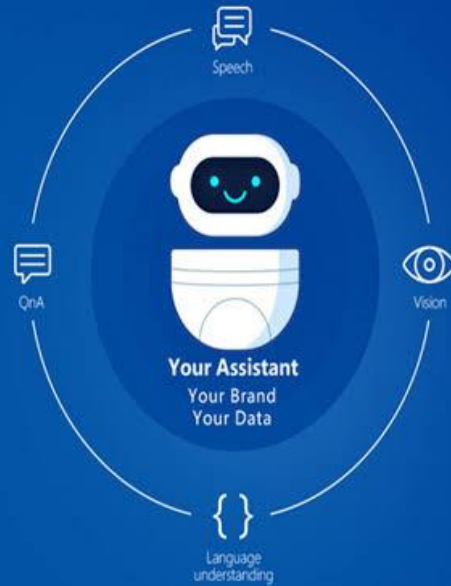 Speech
QnA
Vision
Your Assistant
Your Brand
Your Data
Language
understanding